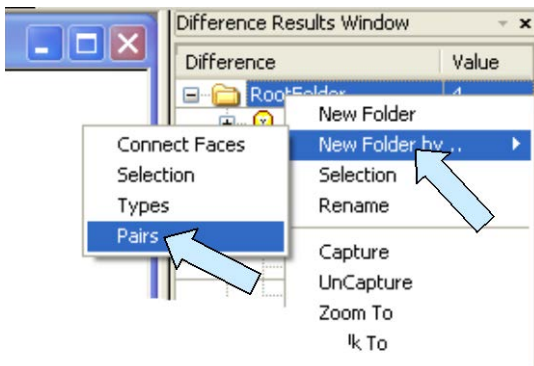 Difference Results Window
Difference Value
RootFolder 4
New Folder
New Folder by ..
Selection
Rename
Capture
UnCapture
Zoom To
k To
Connect Faces
Selection
Types
Pairs